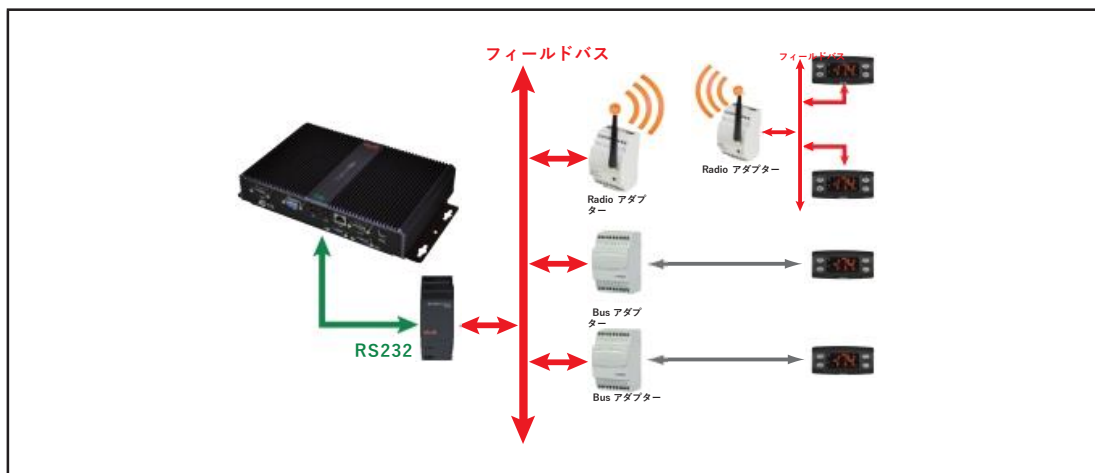 フィールドバス
フィールドバス
Radio アダプター
Radio アダプ
ター
Bus アダプ
ター
RS232
Bus アダプター